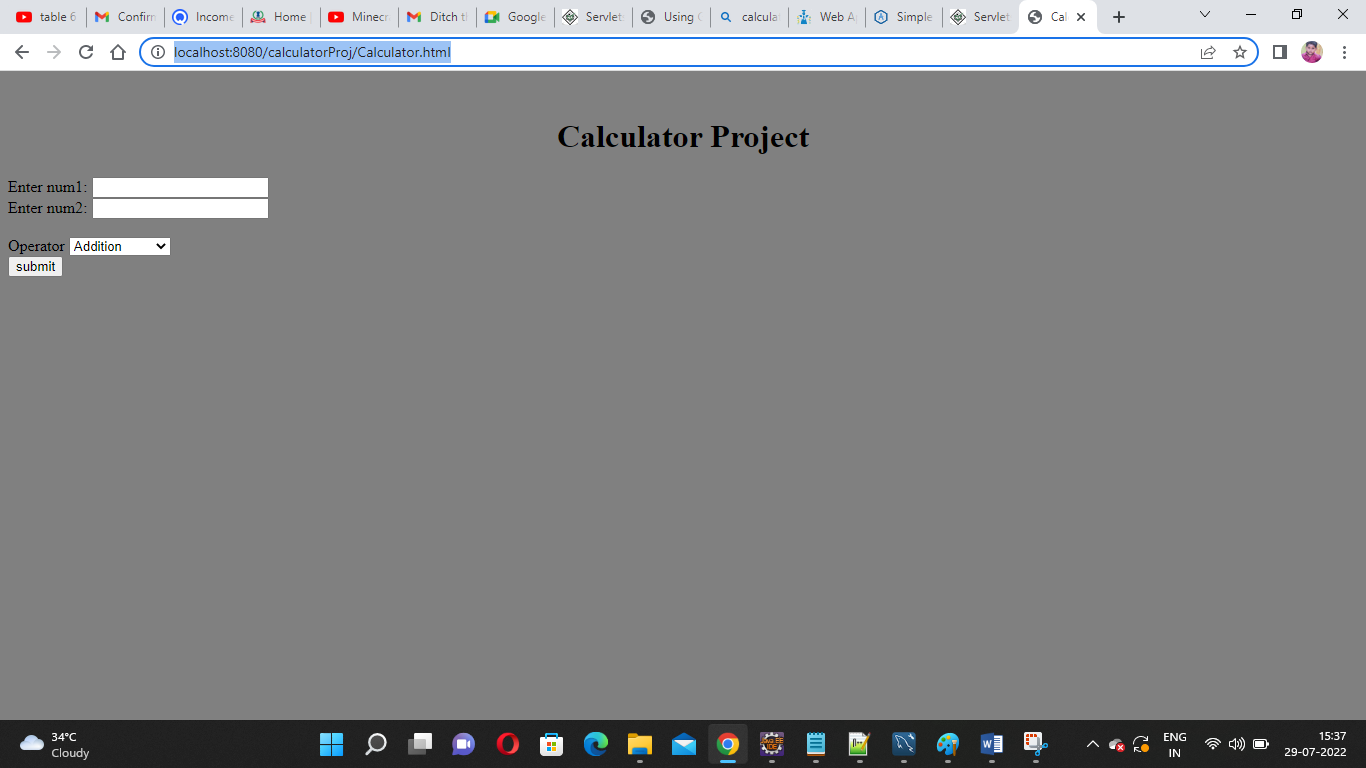 table 6
Confirm
Income
Home
Minecr
Ditch th
Google
Servlet
Using
calcula
Web A
Simple
Servlet
Cal
localhost:8080/calculatorProj/Calculator.html
Calculator Project
Enter num1:
Enter num2:
Operator Addition
submit
34°C
Cloudy
ENG
IN
15:37
29-07-2022